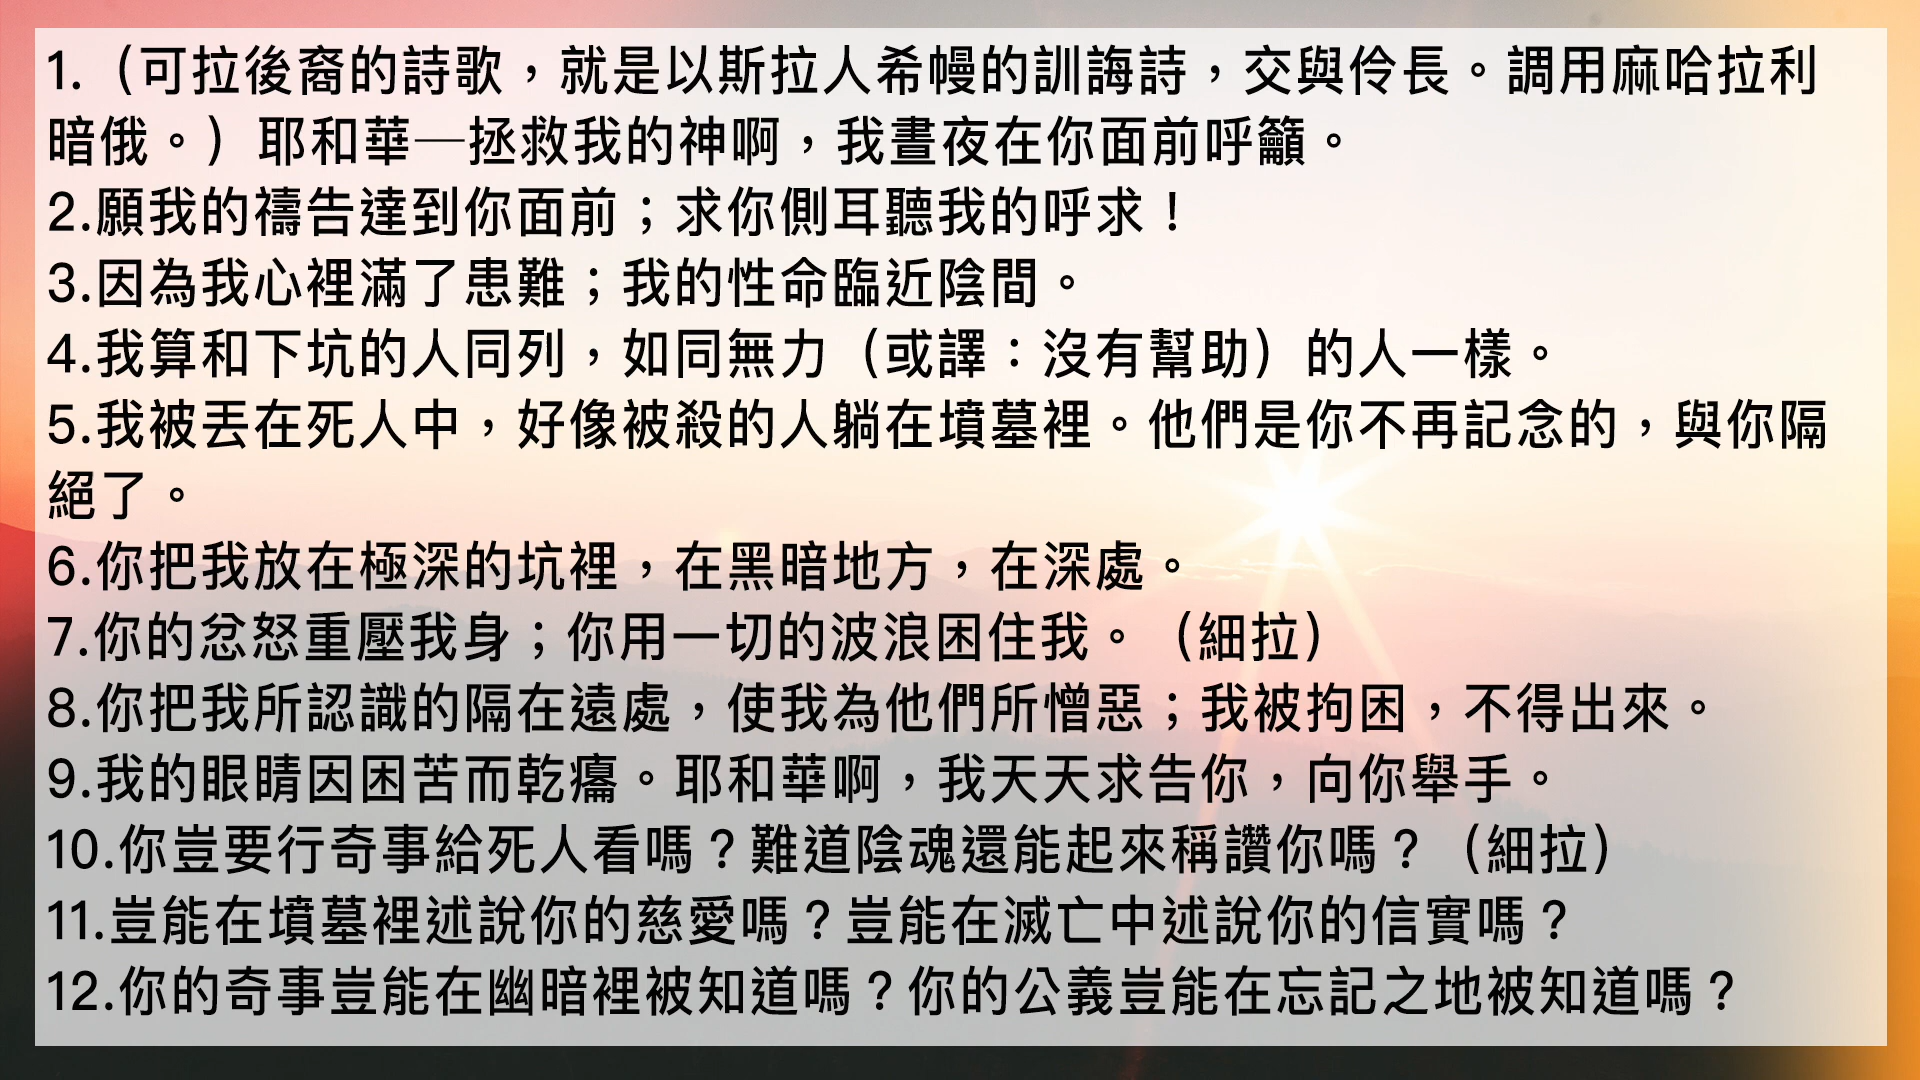 1.（可拉後裔的詩歌，就是以斯拉人希幔的訓誨詩，交與伶長。調用麻哈拉利
暗俄。）耶和華─拯救我的神啊，我晝夜在你面前呼籲。
2.願我的禱告達到你面前；求你側耳聽我的呼求！
3.因為我心裡滿了患難；我的性命臨近陰間。
4.我算和下坑的人同列，如同無力（或譯：沒有幫助）的人一樣。
5.我被丟在死人中，好像被殺的人躺在墳墓裡。他們是你不再記念的，與你隔
絕了。
6.你把我放在極深的坑裡，在黑暗地方，在深處。
7.你的忿怒重壓我身；你用一切的波浪困住我。（細拉）
8.你把我所認識的隔在遠處，使我為他們所憎惡；我被拘困，不得出來。
9.我的眼睛因困苦而乾癟。耶和華啊，我天天求告你，向你舉手。
10.你豈要行奇事給死人看嗎？難道陰魂還能起來稱讚你嗎？（細拉）
11.豈能在墳墓裡述說你的慈愛嗎？豈能在滅亡中述說你的信實嗎？
12.你的奇事豈能在幽暗裡被知道嗎？你的公義豈能在忘記之地被知道嗎？